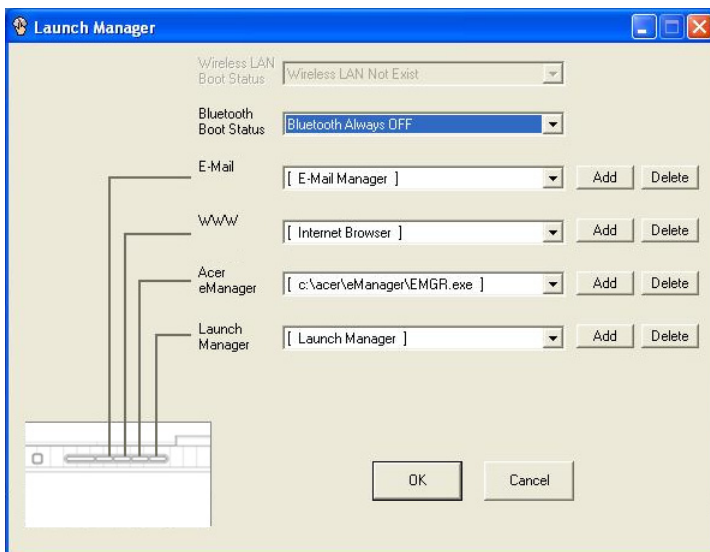 Launch Manager
Wireless LAN
Boot Status
Wireless LAN Not Exist
Bluetooth
Boot Status
Bluetooth Always OFF
E-Mail
[ E-Mail Manager ]
Add
Delete
WWW
[ Internet Browser ]
Add
Delete
Acer
eManager
[ c:\acer\eManager\EMGR.exe ]
Add
Delete
Launch
Manager
[ Launch Manager ]
Add
Delete
OK
Cancel